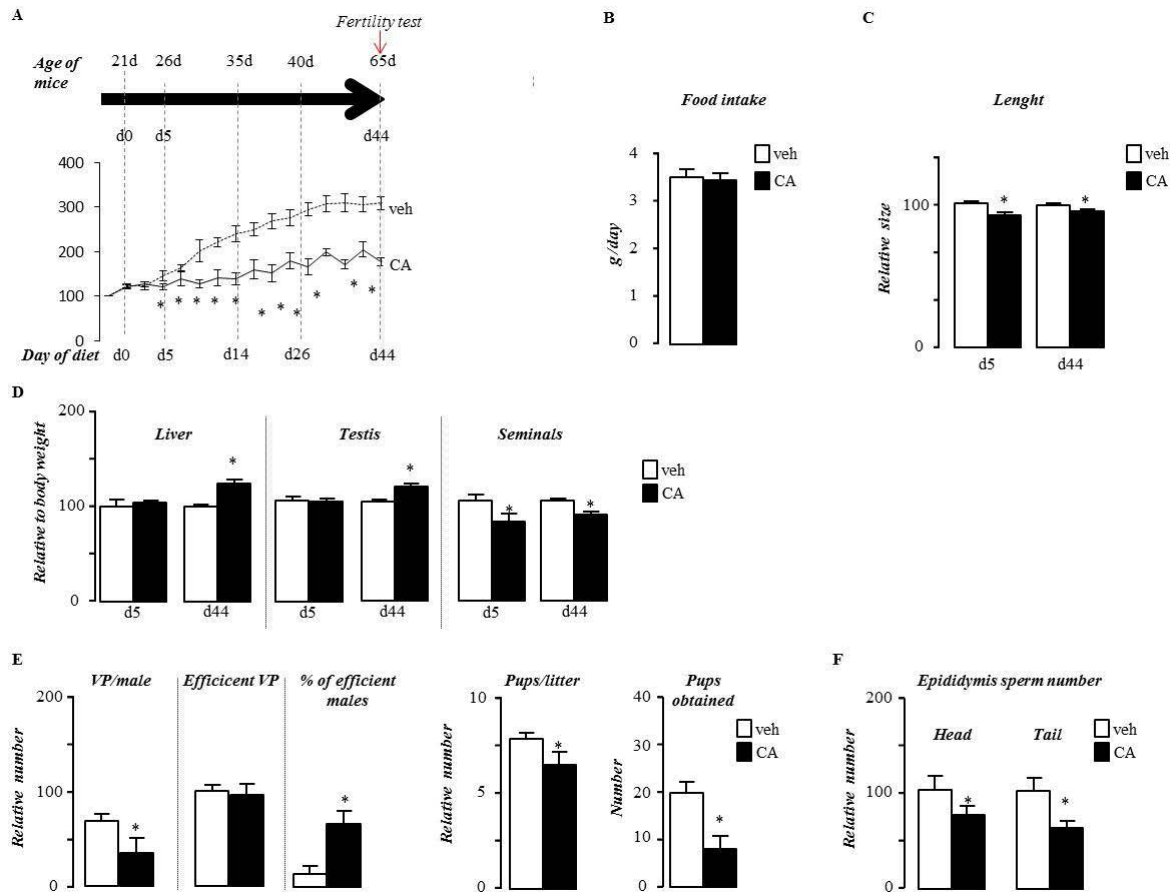 A
Fertility test
Age of mice
21d 26d 35d 40d 65d
d0 d5 d44
400
300
200
100
0
veh
CA
* * * * * * * * * * *
Day of diet d0 d5 d14 d26 d44
B
Food intake
g/day
4
3
2
1
0
veh
CA
C
Lenght
Relative size
100
0
* *
d5 d44
veh
CA
D
Relative to body weight
200
100
0
Liver Testis Seminals
* * * *
d5 d44 d5 d44 d5 d44
veh
CA
E
VP/male Efficicent VP % of efficient males
Relative number
200
100
0
* *
Pups/litter
Relative number
10
5
0
*
Pups obtained
Number
40
30
20
10
0
*
veh
CA
F
Epididymis sperm number
Head Tail
Relative number
200
100
0
* *